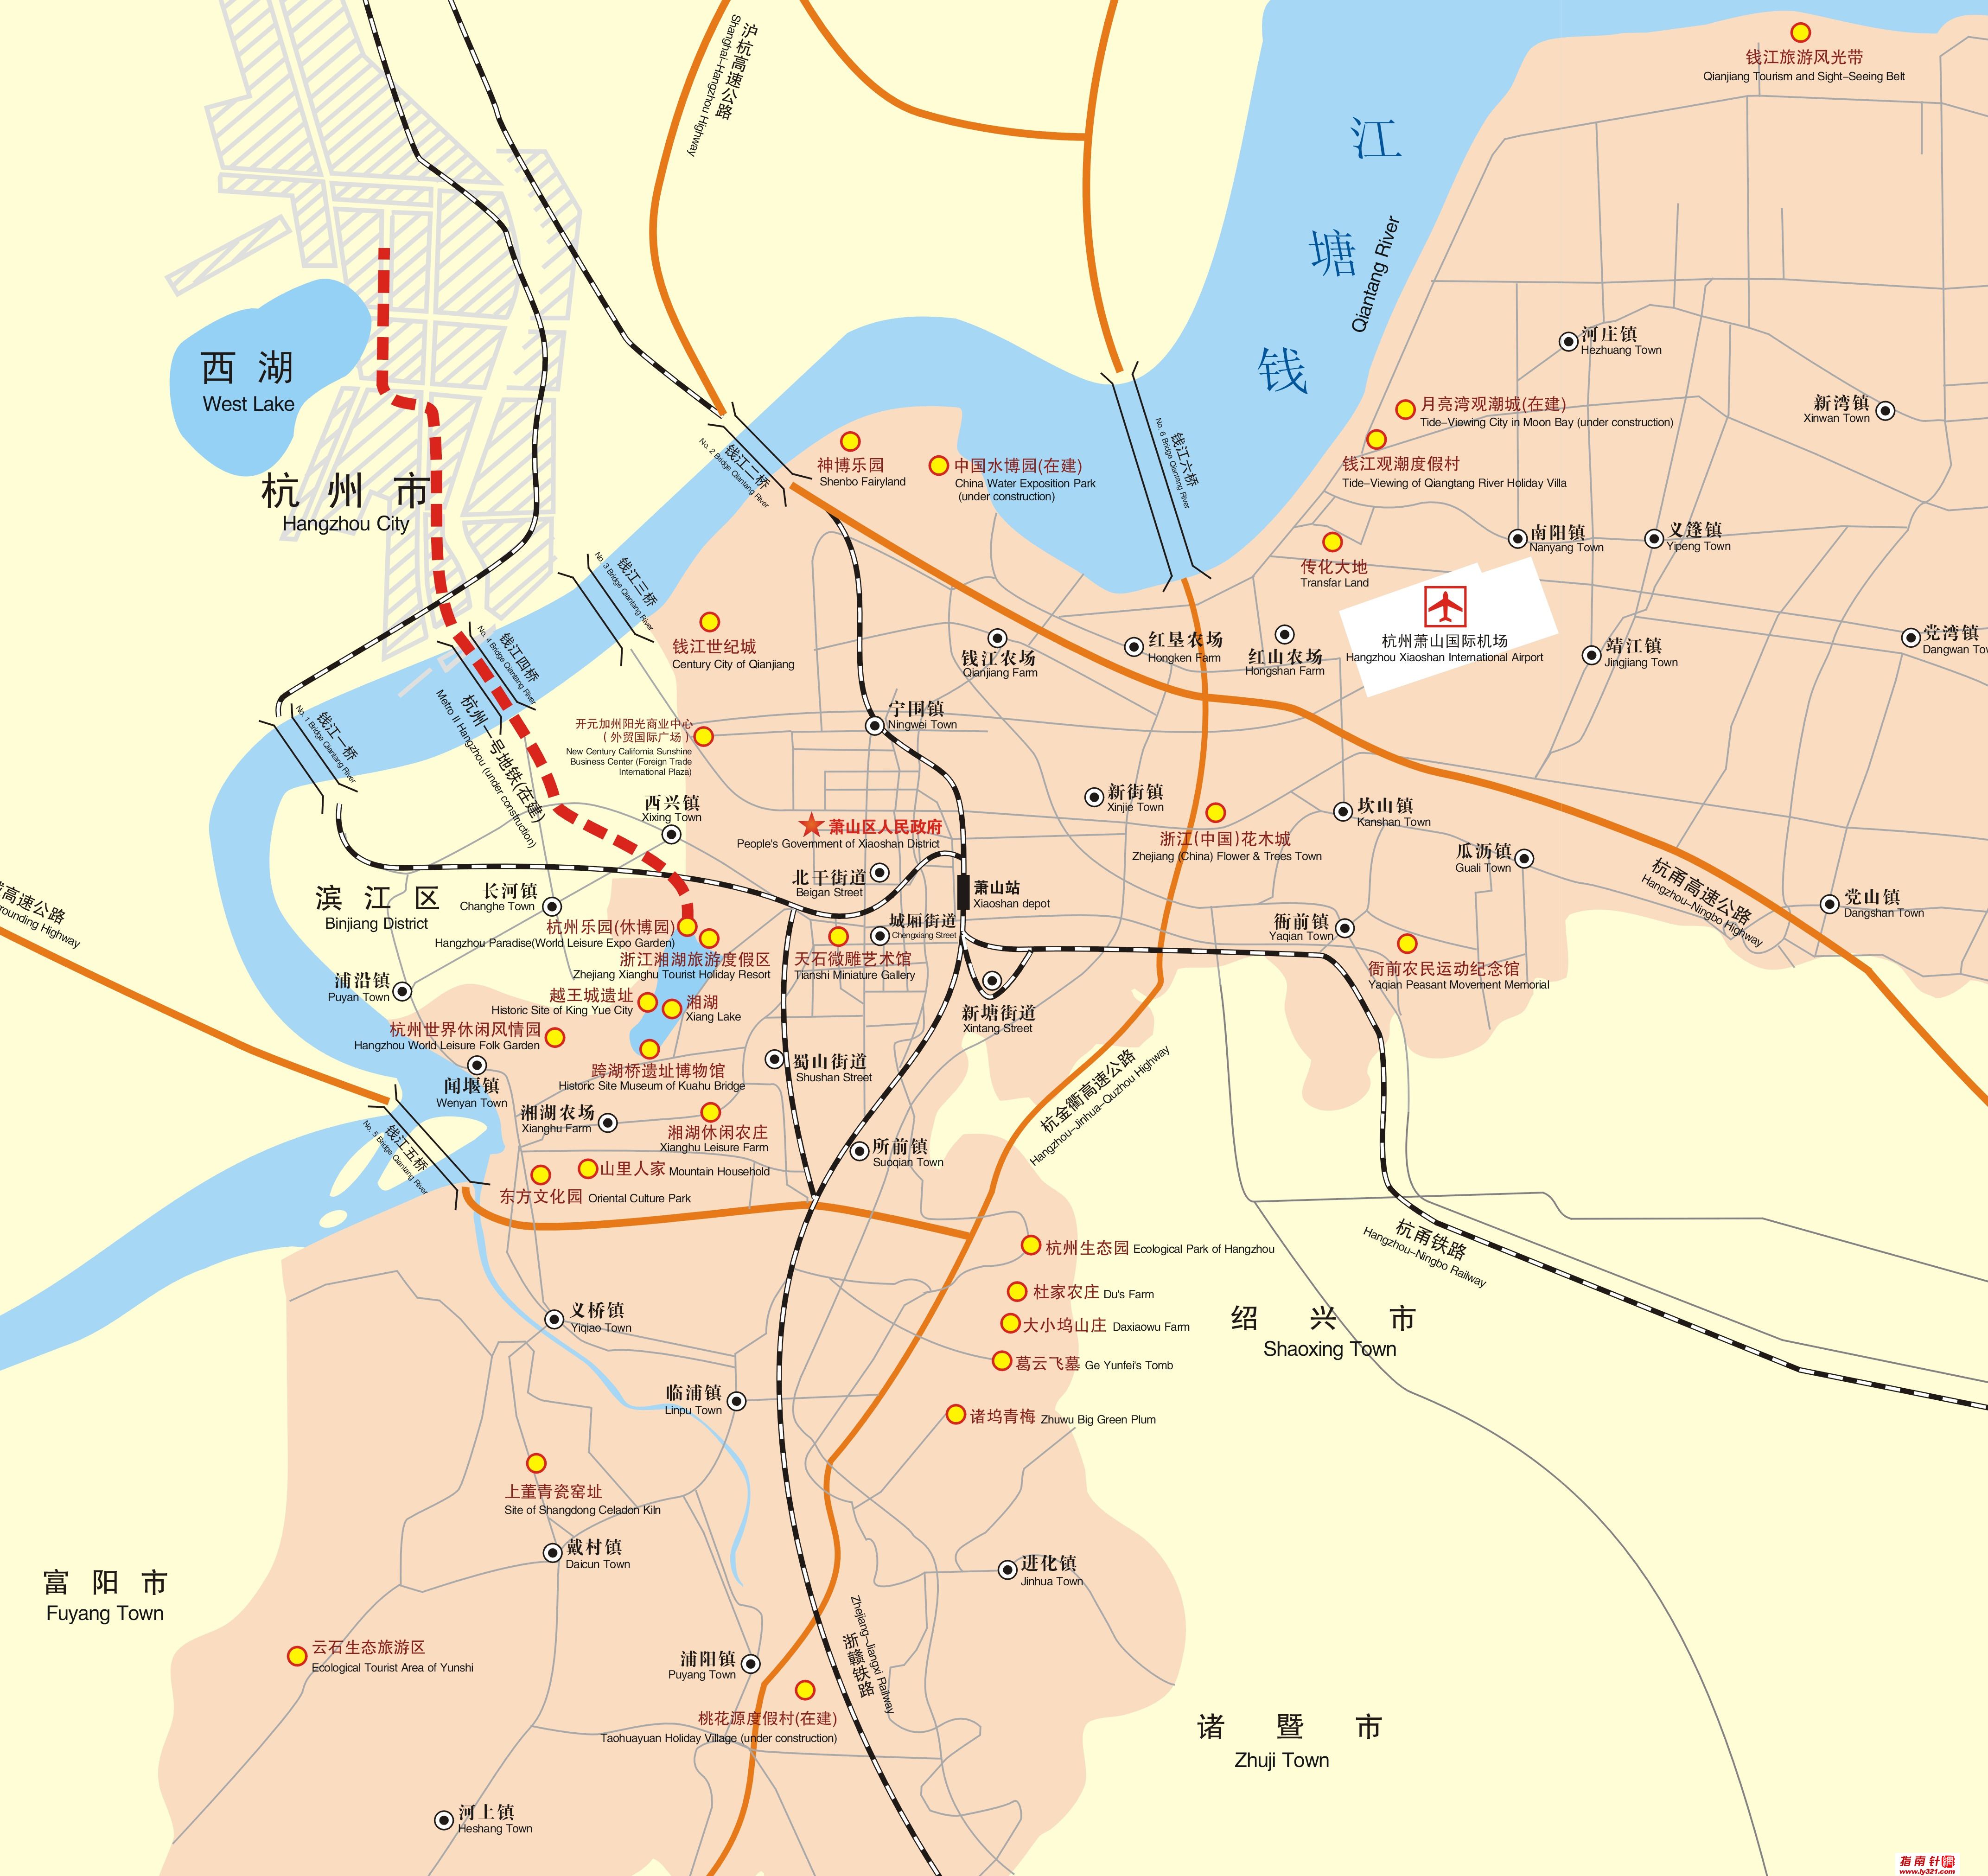 沪杭高速公路
Shanghai-Hangzhou Highway
钱江旅游风光带
Qianjiang Tourism and Sight-Seeing Belt
江
塘
钱
Qiantang River
西湖
West Lake
杭州市
Hangzhou City
河庄镇
Hezhuang Town
月亮湾观潮城(在建)
Tide-Viewing City in Moon Bay (under construction)
新湾镇
Xinwan Town
钱江观潮度假村
Tide-Viewing of Qiangtang River Holiday Villa
钱江二桥
No. 2 Bridge Qiantang River
神博乐园
Shenbo Fairyland
中国水博园(在建)
China Water Exposition Park
(under construction)
钱江六桥
No. 6 Bridge Qiantang River
南阳镇
Nanyang Town
义篷镇
Yipeng Town
传化大地
Transfar Land
钱江三桥
No. 3 Bridge Qiantang River
钱江世纪城
Century City of Qianjiang
钱江农场
Qianjiang Farm
红垦农场
Hongken Farm
红山农场
Hongshan Farm
杭州萧山国际机场
Hangzhou Xiaoshan International Airport
靖江镇
Jingjiang Town
党湾镇
Dangwan Tow
钱江四桥
No. 4 Bridge Qiantang River
钱江一桥
No. 1 Bridge Qiantang River
杭州一号地铁(在建)
Metro II Hangzhou (under construction)
开元加州阳光商业中心
(外贸国际广场)
New Century California Sunshine
Business Center (Foreign Trade
International Plaza)
宁围镇
Ningwei Town
西兴镇
Xixing Town
萧山区人民政府
People's Government of Xiaoshan District
新街镇
Xinjie Town
浙江(中国)花木城
Zhejiang (China) Flower & Trees Town
坎山镇
Kanshan Town
瓜沥镇
Guali Town
杭甬高速公路
Hangzhou-Ningbo Highway
党山镇
Dangshan Town
高速公路
rounding Highway
滨江区
Binjiang District
长河镇
Changhe Town
北干街道
Beigan Street
萧山站
Xiaoshan depot
城厢街道
Chengxiang Street
杭州乐园(休博园)
Hangzhou Paradise(World Leisure Expo Garden)
浙江湘湖旅游度假区
Zhejiang Xianghu Tourist Holiday Resort
天石微雕艺术馆
Tianshi Miniature Gallery
衙前镇
Yaqian Town
衙前农民运动纪念馆
Yaqian Peasant Movement Memorial
浦沿镇
Puyan Town
越王城遗址
Historic Site of King Yue City
湘湖
Xiang Lake
新塘街道
Xintang Street
杭州世界休闲风情园
Hangzhou World Leisure Folk Garden
跨湖桥遗址博物馆
Historic Site Museum of Kuahu Bridge
蜀山街道
Shushan Street
闻堰镇
Wenyan Town
湘湖农场
Xianghu Farm
湘湖休闲农庄
Xianghu Leisure Farm
杭金衢高速公路
Hangzhou-Jinhua-Quzhou Highway
钱江五桥
No. 5 Bridge Qiantang River
所前镇
Suoqian Town
山里人家 Mountain Household
东方文化园 Oriental Culture Park
杭州生态园 Ecological Park of Hangzhou
杭甬铁路
Hangzhou-Ningbo Railway
杜家农庄 Du's Farm
大小坞山庄 Daxiaowu Farm
绍兴市
Shaoxing Town
义桥镇
Yiqiao Town
葛云飞墓 Ge Yunfei's Tomb
临浦镇
Linpu Town
诸坞青梅 Zhuwu Big Green Plum
上董青瓷窑址
Site of Shangdong Celadon Kiln
戴村镇
Daicun Town
进化镇
Jinhua Town
富阳市
Fuyang Town
云石生态旅游区
Ecological Tourist Area of Yunshi
浦阳镇
Puyang Town
浙赣铁路
Zhejiang-Jiangxi Railway
桃花源度假村(在建)
Taohuayuan Holiday Village (under construction)
诸暨市
Zhuji Town
河上镇
Heshang Town
指南针网
www.ly321.com